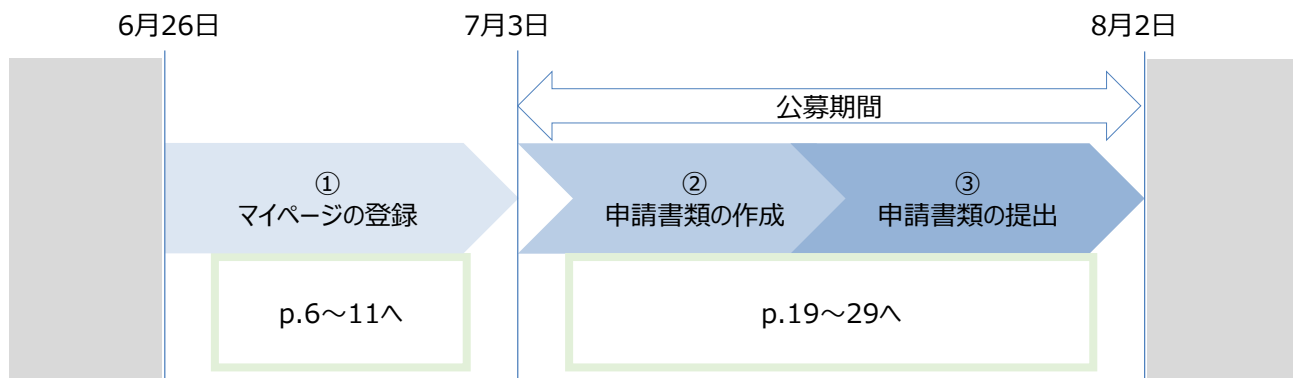 6月26日
7月3日
8月2日
公募期間
①
マイページの登録
②
申請書類の作成
③
申請書類の提出
p.6～11へ
p.19～29へ